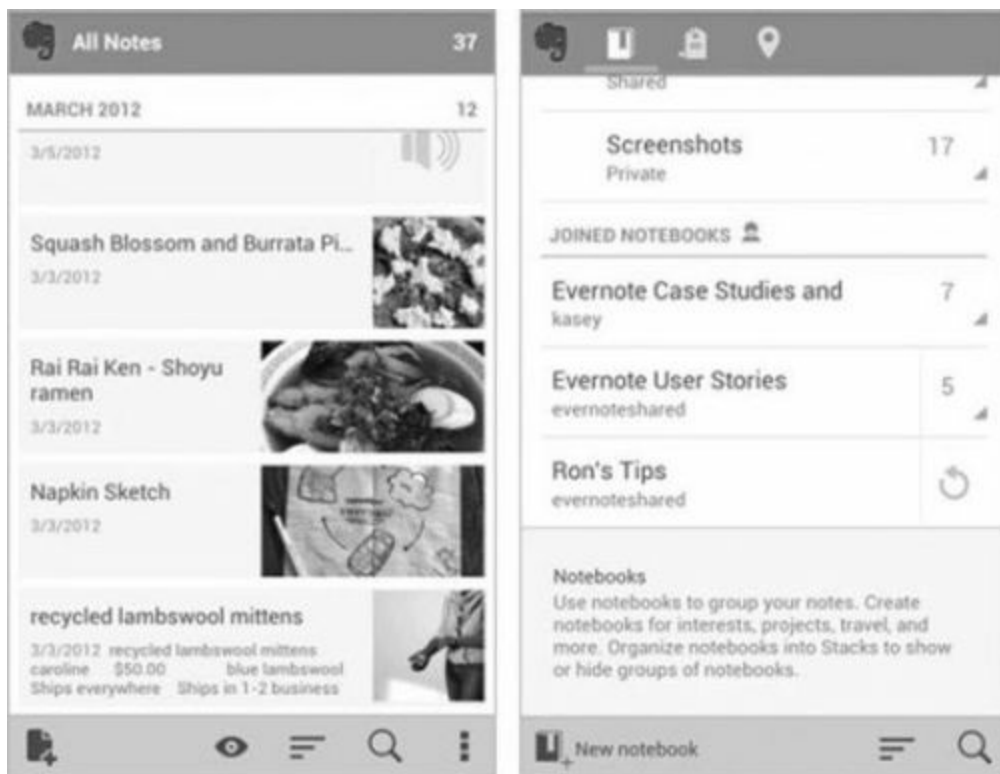 All Notes 37
MARCH 2012 12
3/5/2012
Squash Blossom and Burrata Pi...
3/3/2012
Rai Rai Ken - Shoyu
ramen
3/3/2012
Napkin Sketch
3/3/2012
recycled lambswool mittens
3/3/2012 recycled lambswool mittens
caroline $50.00 blue lambswool
Ships everywhere Ships in 1-2 business
Shared
Screenshots 17
Private
JOINED NOTEBOOKS
Evernote Case Studies and 7
kasey
Evernote User Stories 5
evernoteshared
Ron's Tips
evernoteshared
Notebooks
Use notebooks to group your notes. Create
notebooks for interests, projects, travel, and
more. Organize notebooks into Stacks to show
or hide groups of notebooks.
New notebook